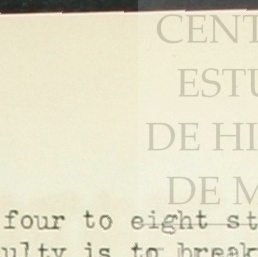 CENT
ESTU
DE HI
DE M
four to eight st
ulty is to break